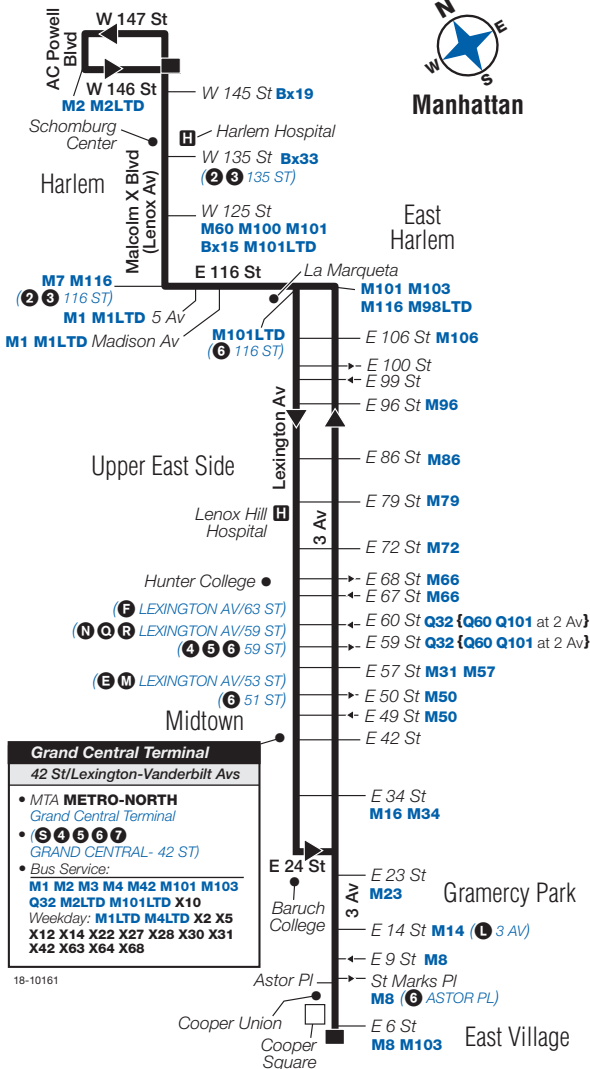 W 147 St
AC Powell
Blvd
W 146 St
M2 M2LTD
N
E
W
S
Manhattan
W 145 St Bx19
Schomburg
Center
H Harlem Hospital
W 135 St Bx33
(2 3 135 ST)
Harlem
Malcolm X Blvd
(Lenox Av)
W 125 St
M60 M100 M101
Bx15 M101LTD
East
Harlem
E 116 St
La Marqueta
M7 M116
(2 3 116 ST)
M1 M1LTD 5 Av
M1 M1LTD Madison Av
M101LTD
(6 116 ST)
M101 M103
M116 M98LTD
E 106 St M106
E 100 St
E 99 St
E 96 St M96
Lexington Av
3 Av
Upper East Side
E 86 St M86
E 79 St M79
Lenox Hill H
Hospital
E 72 St M72
Hunter College
E 68 St M66
E 67 St M66
(F LEXINGTON AV/63 ST)
(N Q R LEXINGTON AV/59 ST)
(4 5 6 59 ST)
E 60 St Q32 {Q60 Q101 at 2 Av}
E 59 St Q32 {Q60 Q101 at 2 Av}
E 57 St M31 M57
(E M LEXINGTON AV/53 ST)
(6 51 ST)
E 50 St M50
E 49 St M50
Midtown
E 42 St
Grand Central Terminal
42 St/Lexington-Vanderbilt Avs
• MTA METRO-NORTH
Grand Central Terminal
• (S 4 5 6 7
GRAND CENTRAL- 42 ST)
• Bus Service:
M1 M2 M3 M4 M42 M101 M103
Q32 M2LTD M101LTD X10
Weekday: M1LTD M4LTD X2 X5
X12 X14 X22 X27 X28 X30 X31
X42 X63 X64 X68
18-10161
E 34 St
M16 M34
E 24 St
Baruch
College
3 Av
E 23 St
M23
Gramercy Park
E 14 St M14 (L 3 AV)
E 9 St M8
Astor Pl
St Marks Pl
M8 (6 ASTOR PL)
Cooper Union
Cooper
Square
E 6 St
M8 M103
East Village